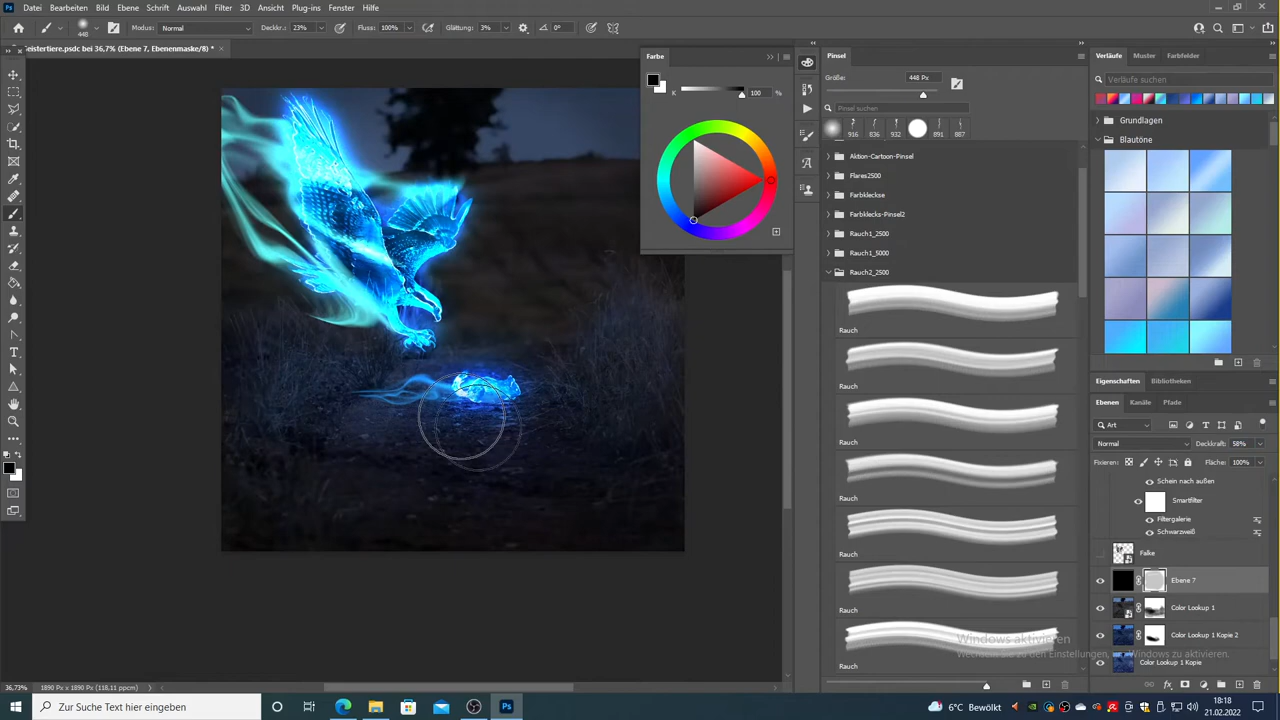 Datei Bearbeiten Bild Ebene Schrift Auswahl Filter 3D Ansicht Plug-ins Fenster Hilfe
448 Modus: Normal Deckkr.: 23% Fluss: 100% Glättung: 3% 0°
eistertiere.psdc bei 36,7% (Ebene 7, Ebenenmaske/8) *
Farbe
K 100 %
Pinsel
Größe: 448 Px
Pinsel suchen
916 836 932 891 887
Aktion-Cartoon-Pinsel
Flares2500
Farbkleckse
Farbklecks-Pinsel2
Rauch1_2500
Rauch1_5000
Rauch2_2500
Rauch
Rauch
Rauch
Rauch
Rauch
Rauch
Rauch
Verläufe Muster Farbfelder
Verläufe suchen
Grundlagen
Blautöne
Eigenschaften Bibliotheken
Ebenen Kanäle Pfade
Art
Normal Deckkraft: 58%
Fixieren: Fläche: 100%
Schein nach außen
Smartfilter
Filtergalerie
Schwarzweiß
Falke
Ebene 7
Color Lookup 1
Color Lookup 1 Kopie 2
Color Lookup 1 Kopie
Windows aktivieren
Wechseln Sie zu den Einstellungen, um Windows zu aktivieren.
36,73% 1890 Px x 1890 Px (118,11 ppcm)
Zur Suche Text hier eingeben
6°C Bewölkt
18:18
21.02.2022